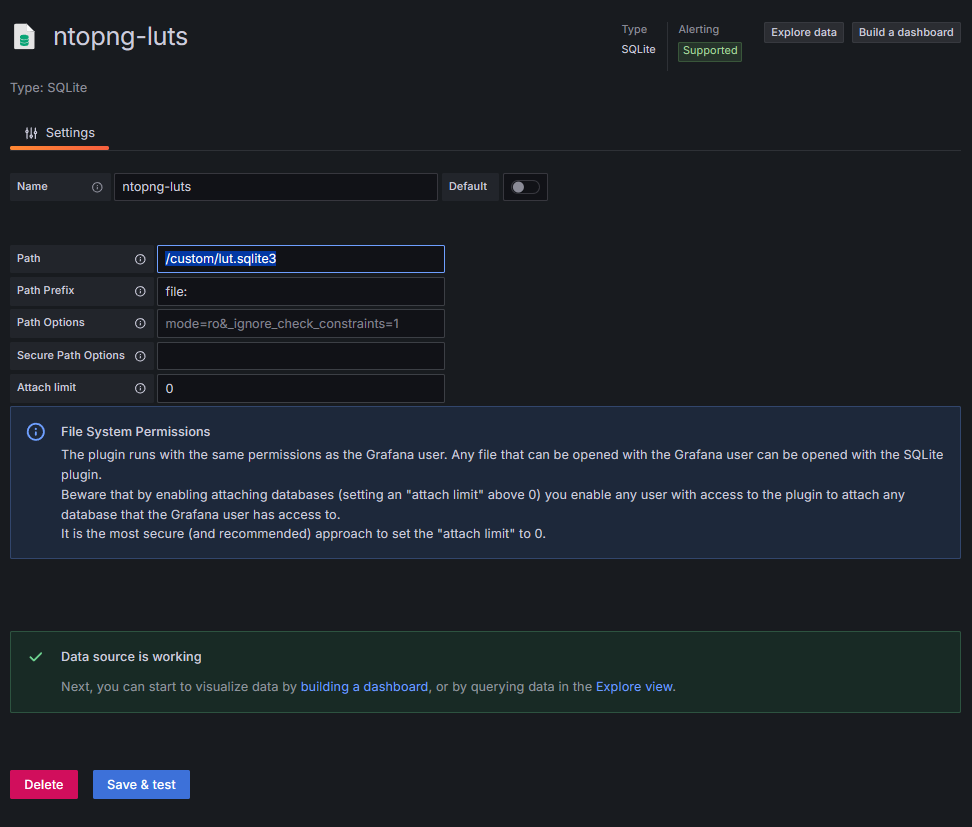 ntopng-luts
Type
SQLite
Alerting
Supported
Explore data
Build a dashboard
Type: SQLite
Settings
Name
ntopng-luts
Default
Path
/custom/lut.sqlite3
Path Prefix
file:
Path Options
mode=ro&_ignore_check_constraints=1
Secure Path Options
Attach limit
0
File System Permissions
The plugin runs with the same permissions as the Grafana user. Any file that can be opened with the Grafana user can be opened with the SQLite
plugin.
Beware that by enabling attaching databases (setting an "attach limit" above 0) you enable any user with access to the plugin to attach any
database that the Grafana user has access to.
It is the most secure (and recommended) approach to set the "attach limit" to 0.
Data source is working
Next, you can start to visualize data by building a dashboard, or by querying data in the Explore view.
Delete
Save & test